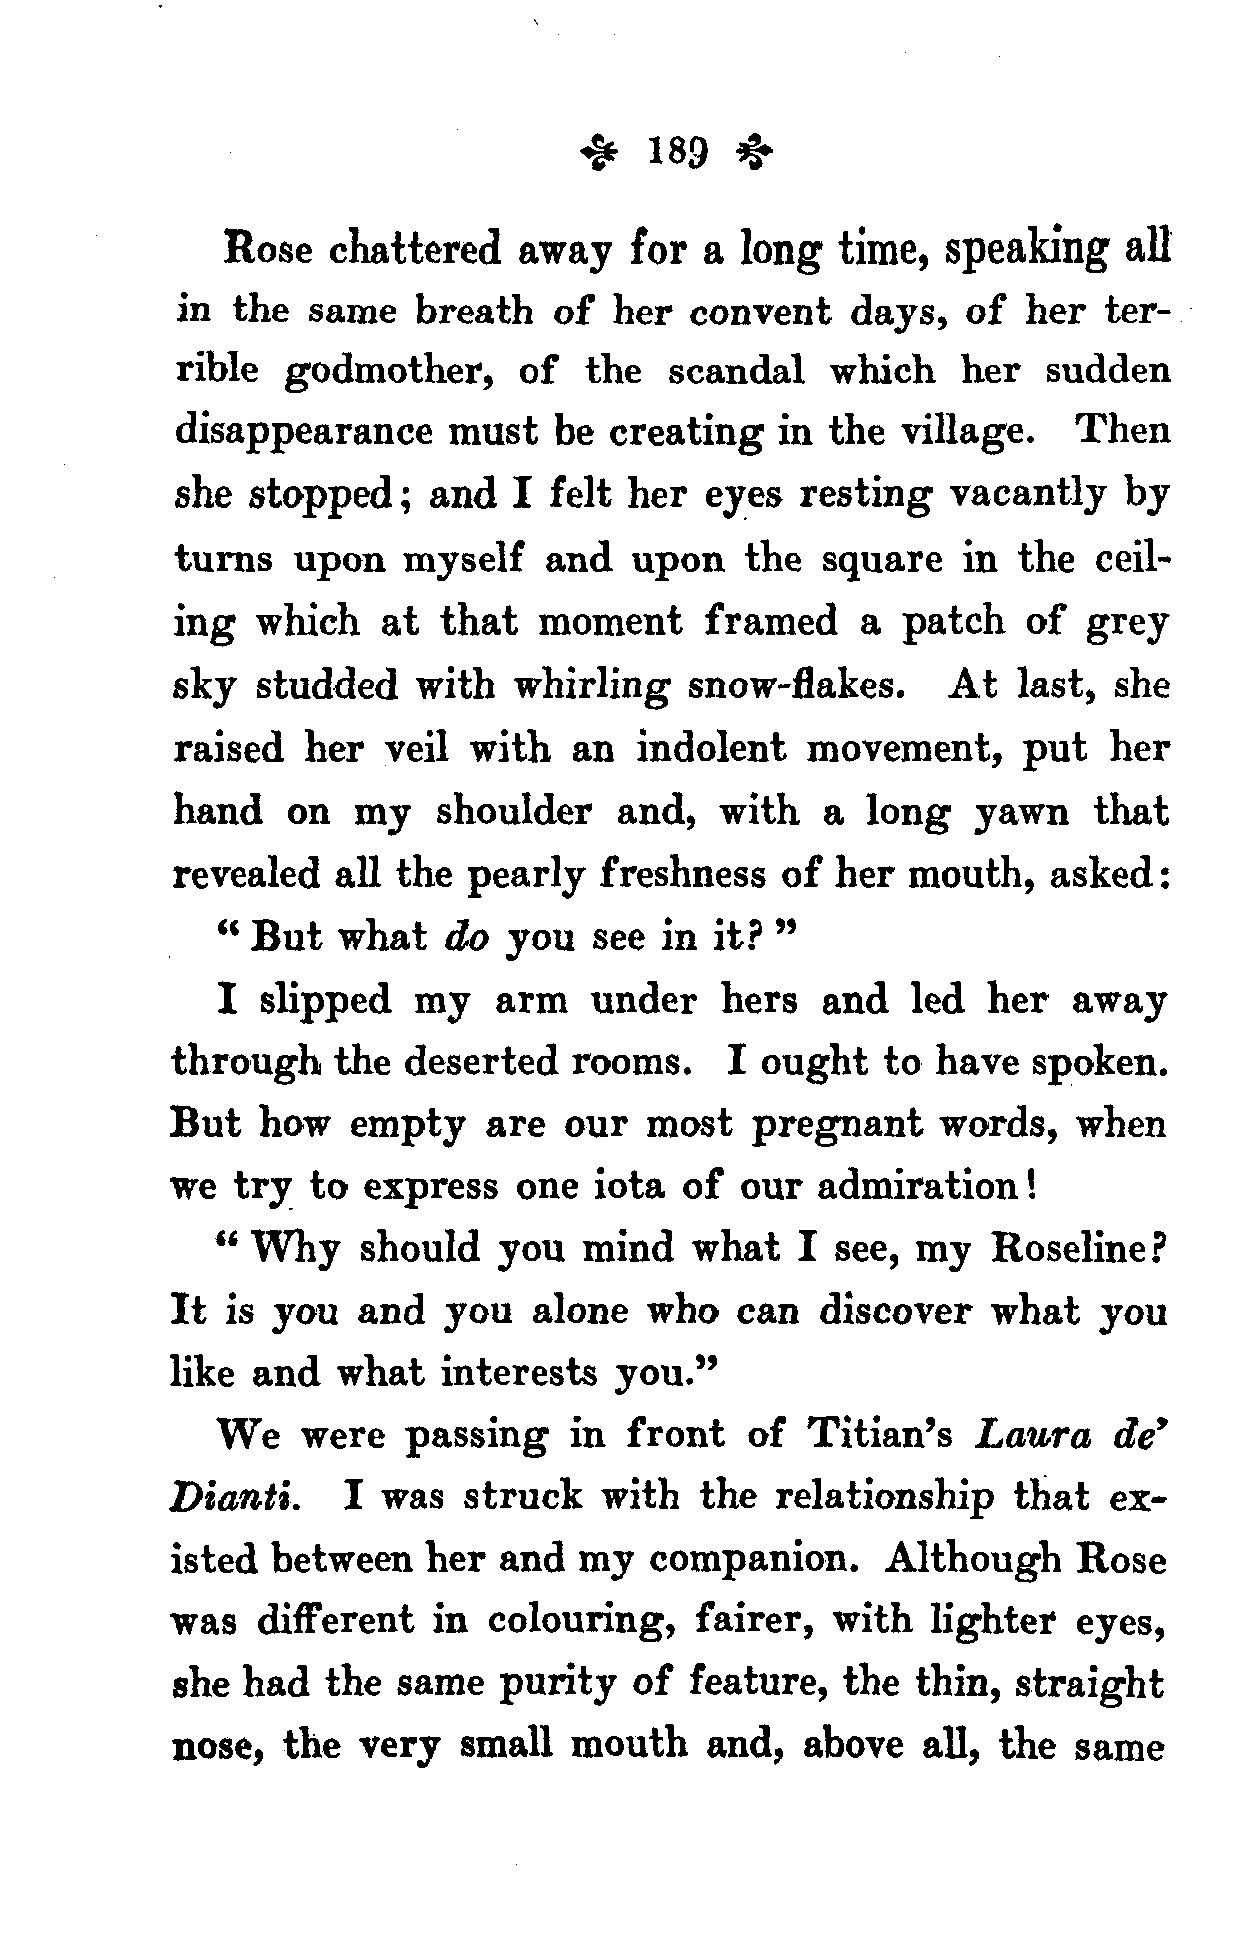 189
Rose chattered away for a long time, speaking all
in the same breath of her convent days, of her ter-
rible godmother, of the scandal which her sudden
disappearance must be creating in the village. Then
she stopped; and I felt her eyes resting vacantly by
turns upon myself and upon the square in the ceil-
ing which at that moment framed a patch of grey
sky studded with whirling snow-flakes. At last, she
raised her veil with an indolent movement, put her
hand on my shoulder and, with a long yawn that
revealed all the pearly freshness of her mouth, asked:
“ But what do you see in it? ”
I slipped my arm under hers and led her away
through the deserted rooms. I ought to have spoken.
But how empty are our most pregnant words, when
we try to express one iota of our admiration!
“ Why should you mind what I see, my Roseline?
It is you and you alone who can discover what you
like and what interests you.”
We were passing in front of Titian’s Laura de’
Dianti. I was struck with the relationship that ex-
isted between her and my companion. Although Rose
was different in colouring, fairer, with lighter eyes,
she had the same purity of feature, the thin, straight
nose, the very small mouth and, above all, the same